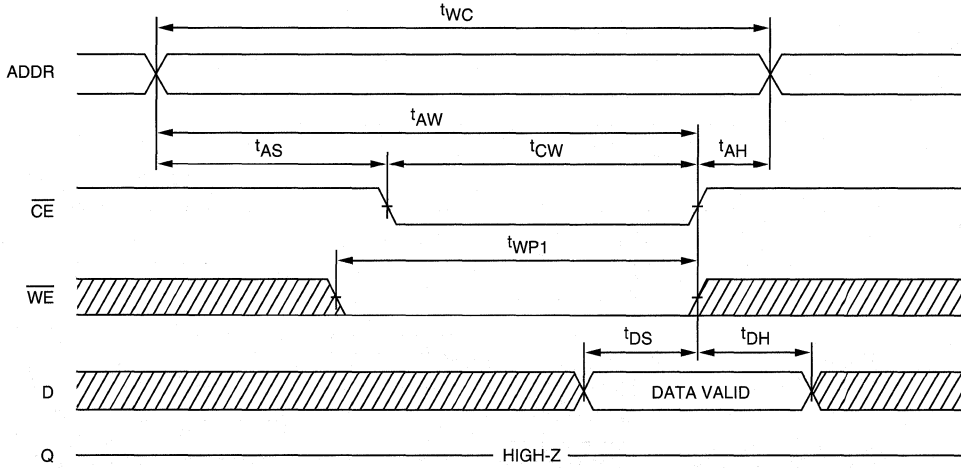 tWC
ADDR
tAW
tAS tCW tAH
CE
tWP1
WE
tDS tDH
D DATA VALID
Q HIGH-Z